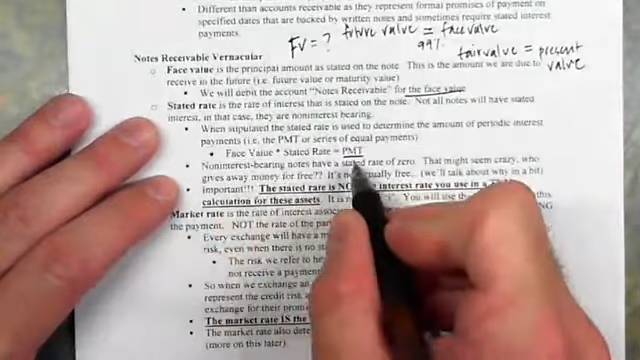 Different than accounts receivable as they represent formal promises of payment on
specified dates that are backed by written notes and sometimes require stated interest
payments.
FV = ? future value = face value
99%
fair value = present value
Notes Receivable Vernacular
Face value is the principal amount as stated on the note. This is the amount we are due to
receive in the future (i.e. future value or maturity value)
We will debit the account "Notes Receivable" for the face value
Stated rate is the rate of interest that is stated on the note. Not all notes will have stated
interest, in that case, they are noninterest bearing.
When stipulated the stated rate is used to determine the amount of periodic interest
payments (i.e. the PMT or series of equal payments)
Face Value * Stated Rate = PMT
Noninterest-bearing notes have a stated rate of zero. That might seem crazy, who
gives away money for free?? It's not actually free... (we'll talk about why in a bit)
Important!!! The stated rate is NO interest rate you use in a
calculation for these assets. It is n You will use th this
Market rate is the rate of interest assoc NG
the payment. NOT the rate of
Every exchange will have a m
risk, even when there is no st
The risk we refer to he
not receive a payment
So when we exchange an
represent the credit risk
exchange for their promis
The market rate IS the
The market rate also dete
(more on this later).